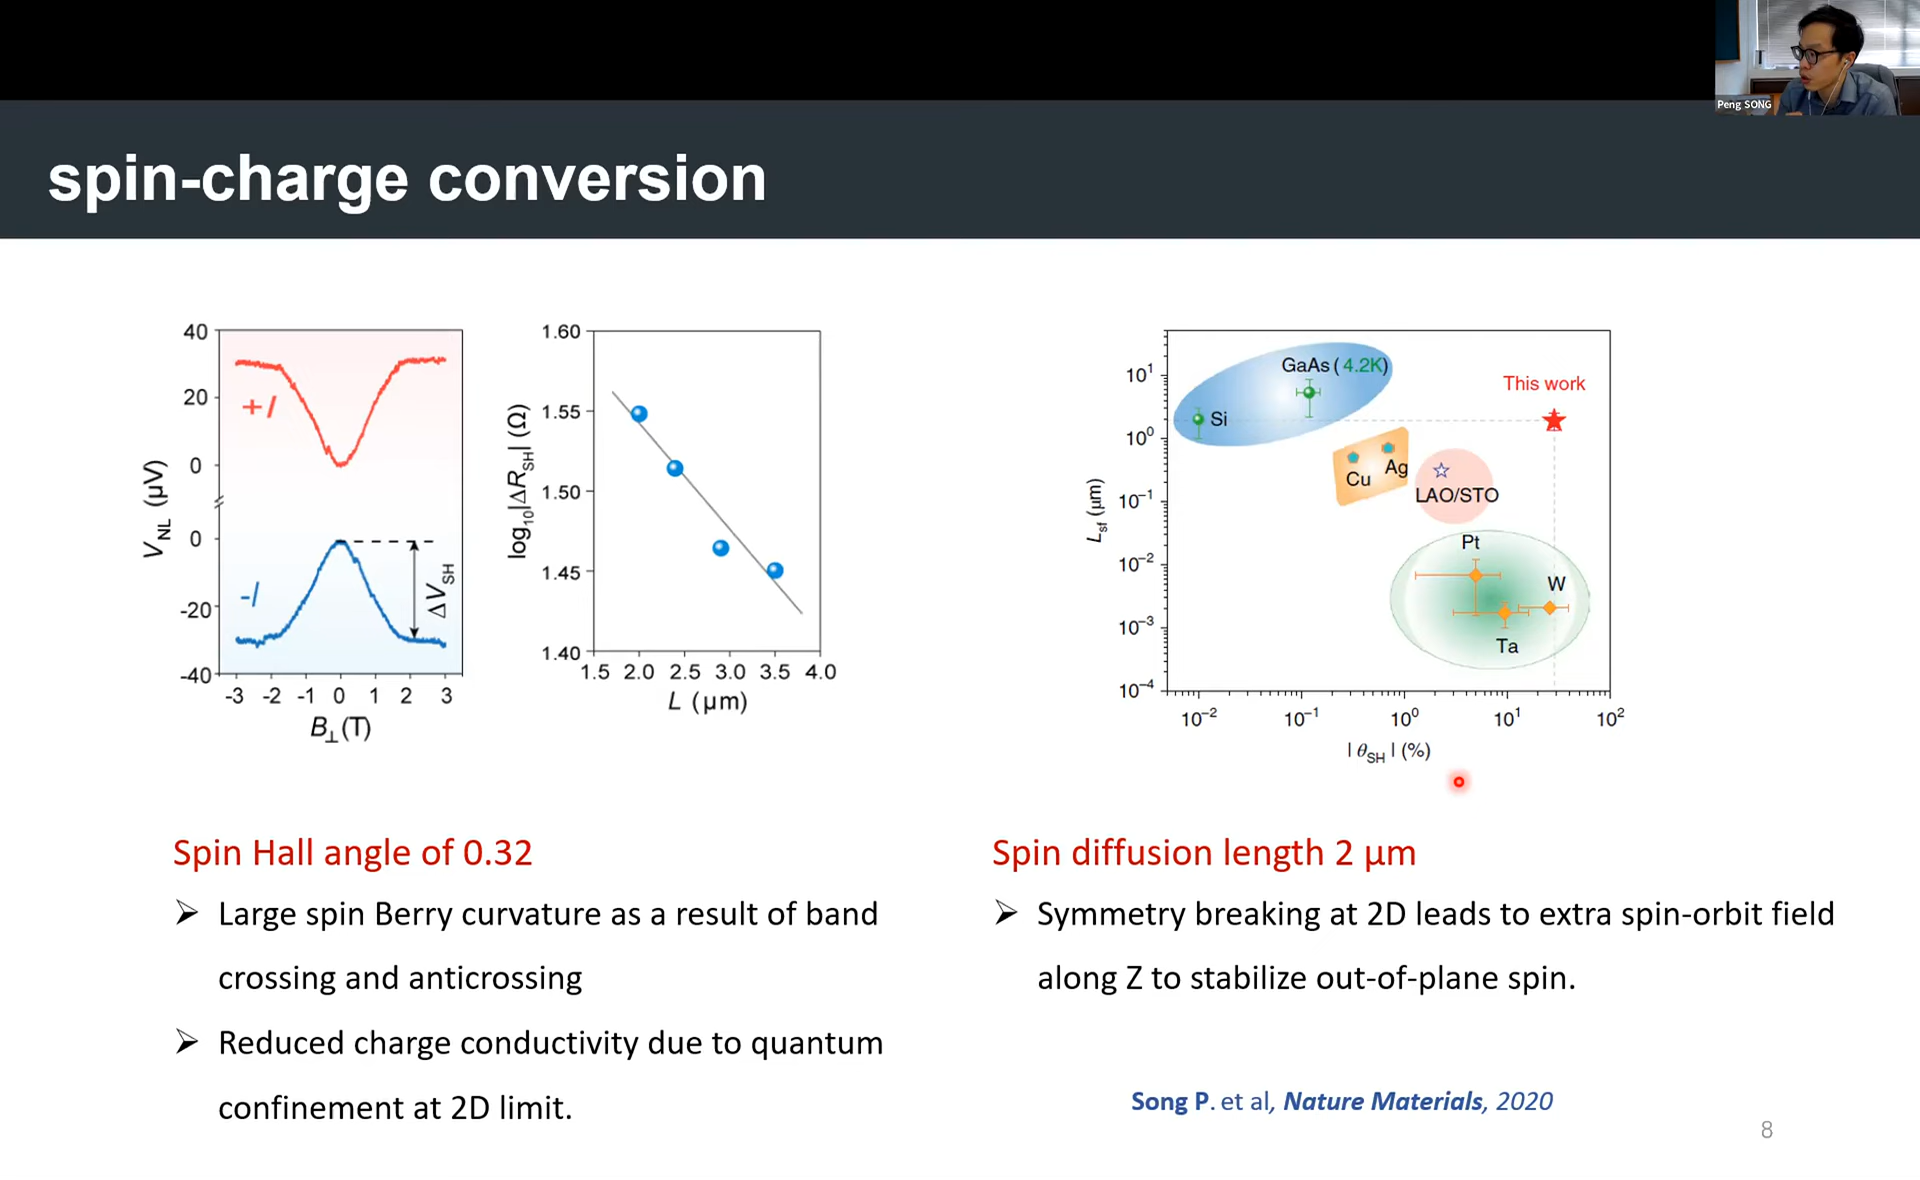 Peng SONG
spin-charge conversion
40
20
0
0
-20
-40
V_NL (μV)
+I
-I
ΔV_SH
-3 -2 -1 0 1 2 3
B⊥(T)
1.60
1.55
1.50
1.45
1.40
log₁₀|ΔR_SH| (Ω)
1.5 2.0 2.5 3.0 3.5 4.0
L (μm)
10¹
10⁰
10⁻¹
10⁻²
10⁻³
10⁻⁴
L_sf (μm)
GaAs (4.2K)
Si
This work
Cu
Ag
LAO/STO
Pt
W
Ta
10⁻² 10⁻¹ 10⁰ 10¹ 10²
|θ_SH| (%)
Spin Hall angle of 0.32
➢ Large spin Berry curvature as a result of band
crossing and anticrossing
➢ Reduced charge conductivity due to quantum
confinement at 2D limit.
Spin diffusion length 2 μm
➢ Symmetry breaking at 2D leads to extra spin-orbit field
along Z to stabilize out-of-plane spin.
Song P. et al, Nature Materials, 2020
8